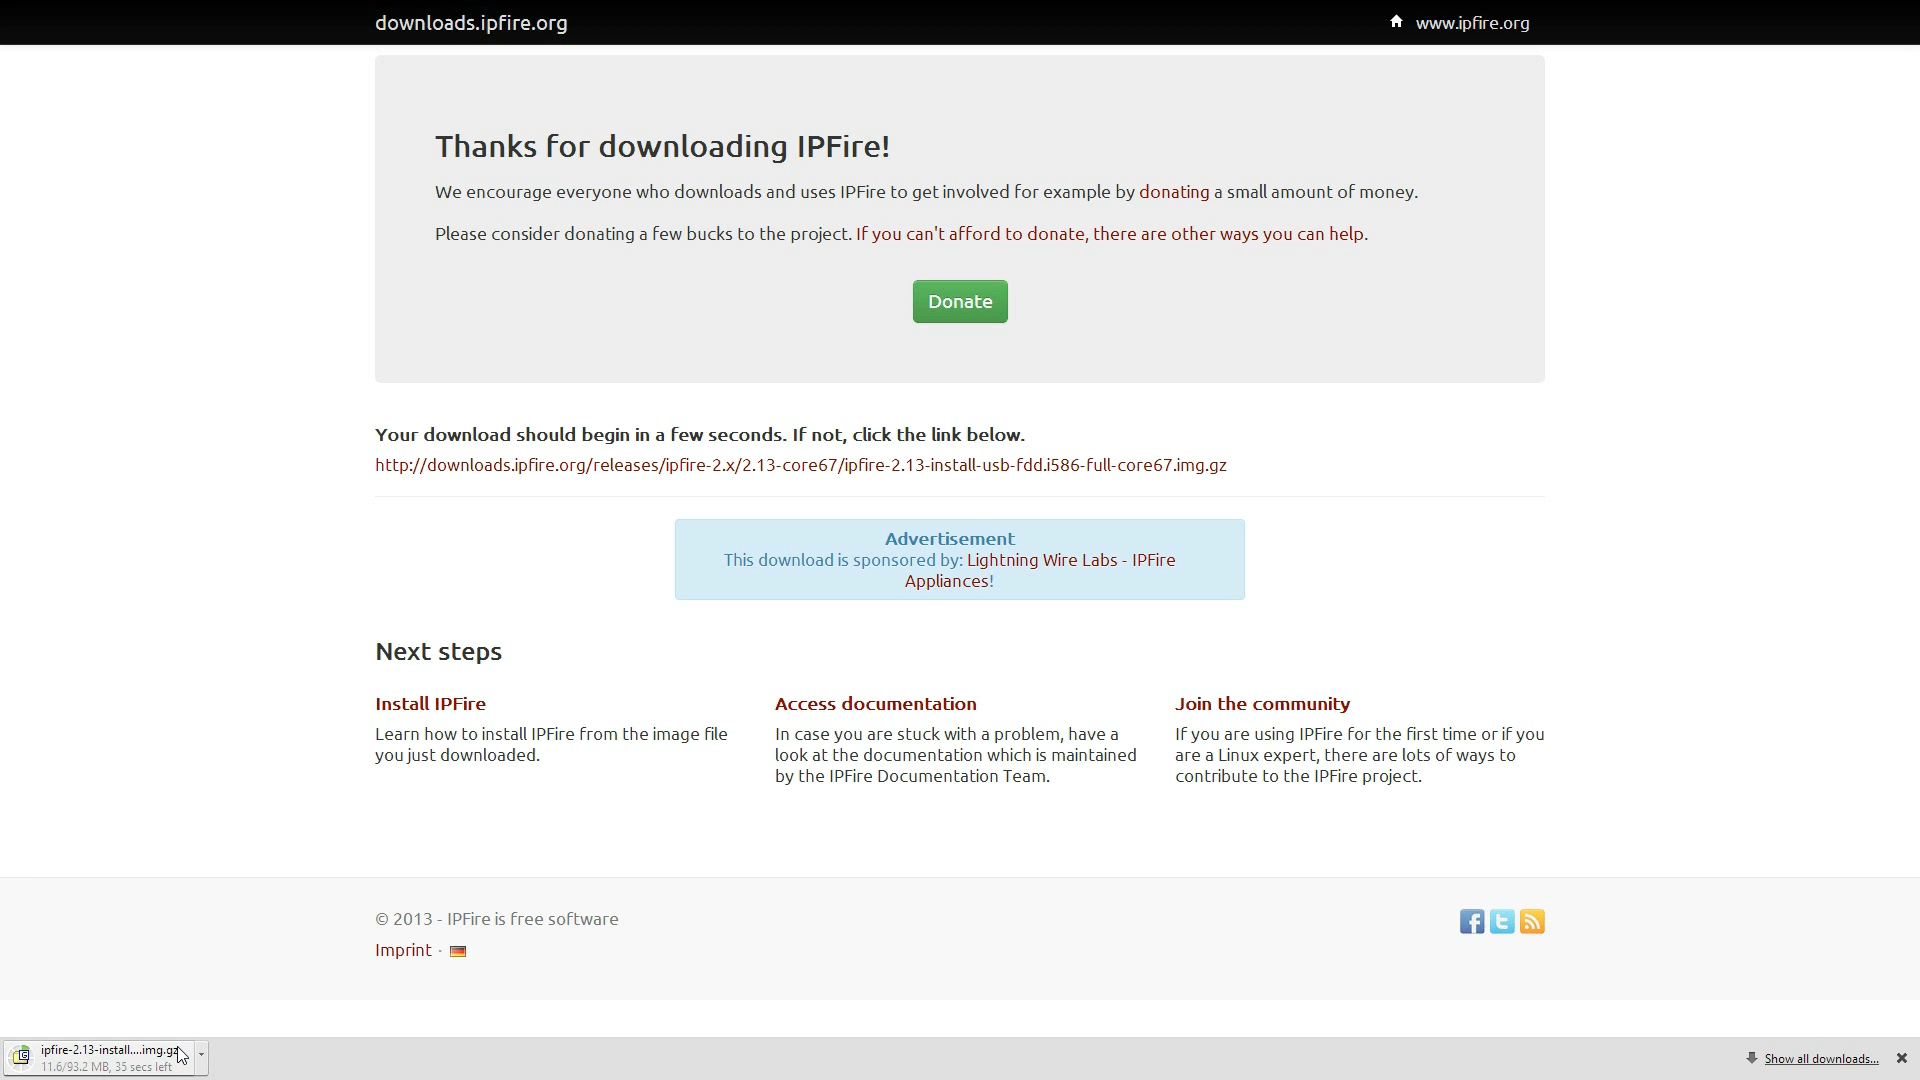 downloads.ipfire.org
www.ipfire.org
Thanks for downloading IPFire!
We encourage everyone who downloads and uses IPFire to get involved for example by donating a small amount of money.
Please consider donating a few bucks to the project. If you can't afford to donate, there are other ways you can help.
Donate
Your download should begin in a few seconds. If not, click the link below.
http://downloads.ipfire.org/releases/ipfire-2.x/2.13-core67/ipfire-2.13-install-usb-fdd.i586-full-core67.img.gz
Advertisement
This download is sponsored by: Lightning Wire Labs - IPFire
Appliances!
Next steps
Install IPFire
Learn how to install IPFire from the image file
you just downloaded.
Access documentation
In case you are stuck with a problem, have a
look at the documentation which is maintained
by the IPFire Documentation Team.
Join the community
If you are using IPFire for the first time or if you
are a Linux expert, there are lots of ways to
contribute to the IPFire project.
© 2013 - IPFire is free software
Imprint ·
ipfire-2.13-install....img.gz
11.6/93.2 MB, 35 secs left
Show all downloads...